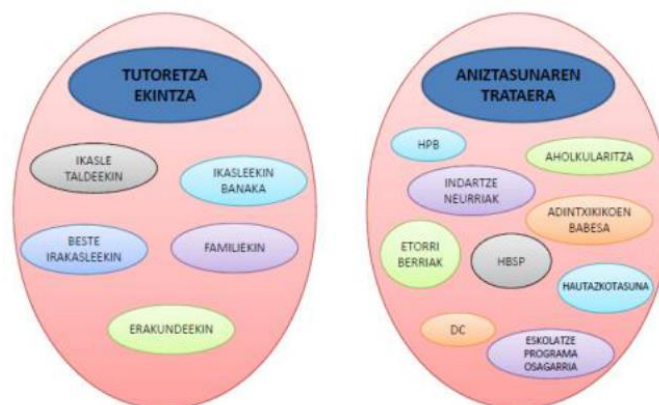 TUTORETZA
EKINTZA
IKASLE
TALDEEKIN
IKASLEEKIN
BANAKA
BESTE
IRAKASLEEKIN
FAMILIEKIN
ERAKUNDEEKIN
ANIZTASUNAREN
TRATAERA
HPB
AHOLKULARITZA
INDARTZE
NEURRIAK
ADINTXIKIKOEN
BABESA
ETORRI
BERRIAK
HBSP
HAUTAZKOTASUNA
DC
ESKOLATZE
PROGRAMA
OSAGARRIA